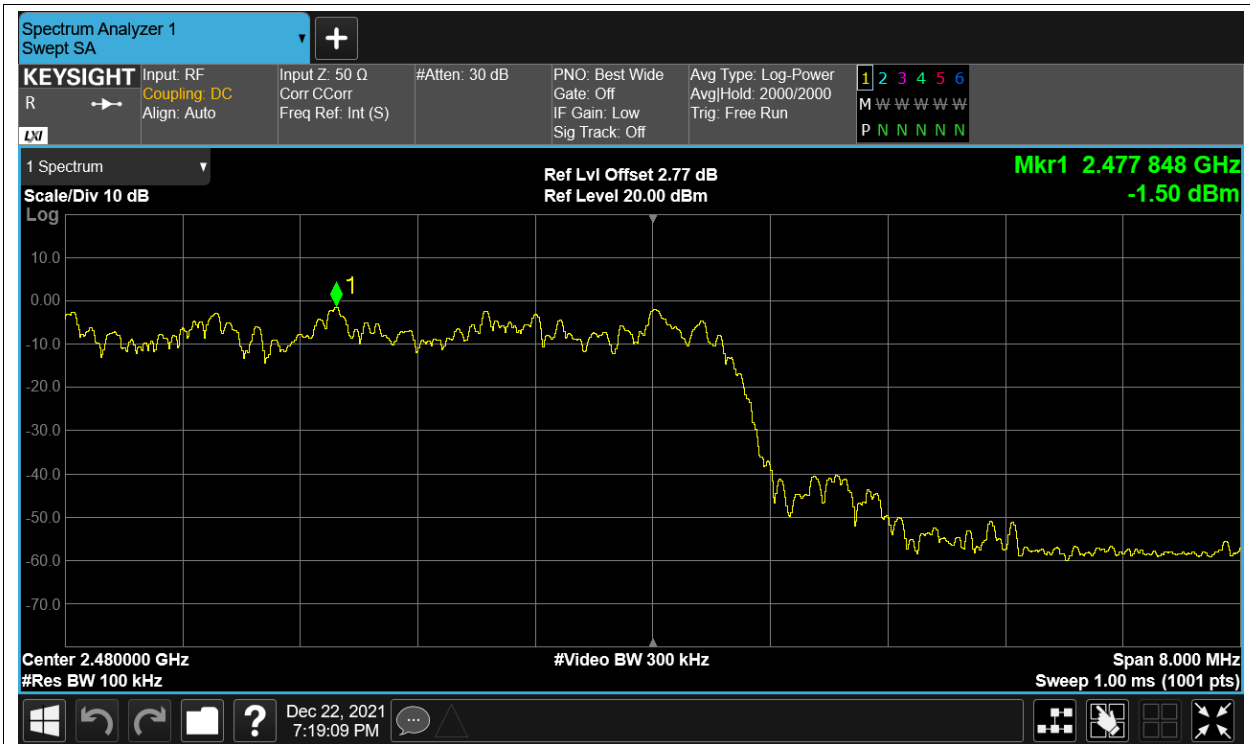 Spectrum Analyzer 1
Swept SA
KEYSIGHT
R
LXI
Input: RF
Coupling: DC
Align: Auto
Input Z: 50 Ω
Corr CCorr
Freq Ref: Int (S)
#Atten: 30 dB
PNO: Best Wide
Gate: Off
IF Gain: Low
Sig Track: Off
Avg Type: Log-Power
Avg|Hold: 2000/2000
Trig: Free Run
1 2 3 4 5 6
M W W W W W
P N N N N N
1 Spectrum
Scale/Div 10 dB
Log
Ref Lvl Offset 2.77 dB
Ref Level 20.00 dBm
Mkr1 2.477 848 GHz
-1.50 dBm
10.0
0.00
-10.0
-20.0
-30.0
-40.0
-50.0
-60.0
-70.0
1
Center 2.480000 GHz
#Res BW 100 kHz
#Video BW 300 kHz
Span 8.000 MHz
Sweep 1.00 ms (1001 pts)
?
Dec 22, 2021
7:19:09 PM